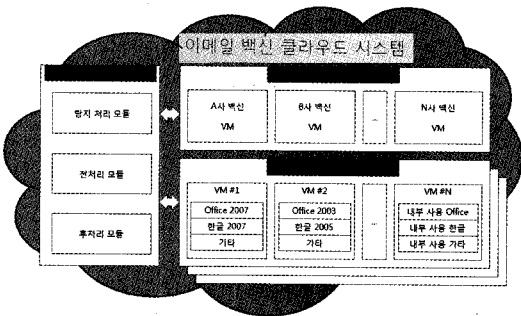 이메일 백신 클라우드 시스템
탐지 처리 모듈
전처리 모듈
후처리 모듈
A사 백신
VM
B사 백신
VM
...
N사 백신
VM
VM #1
Office 2007
한글 2007
기타
VM #2
Office 2003
한글 2005
기타
...
VM #N
내부 사용 Office
내부 사용 한글
내부 사용 기타